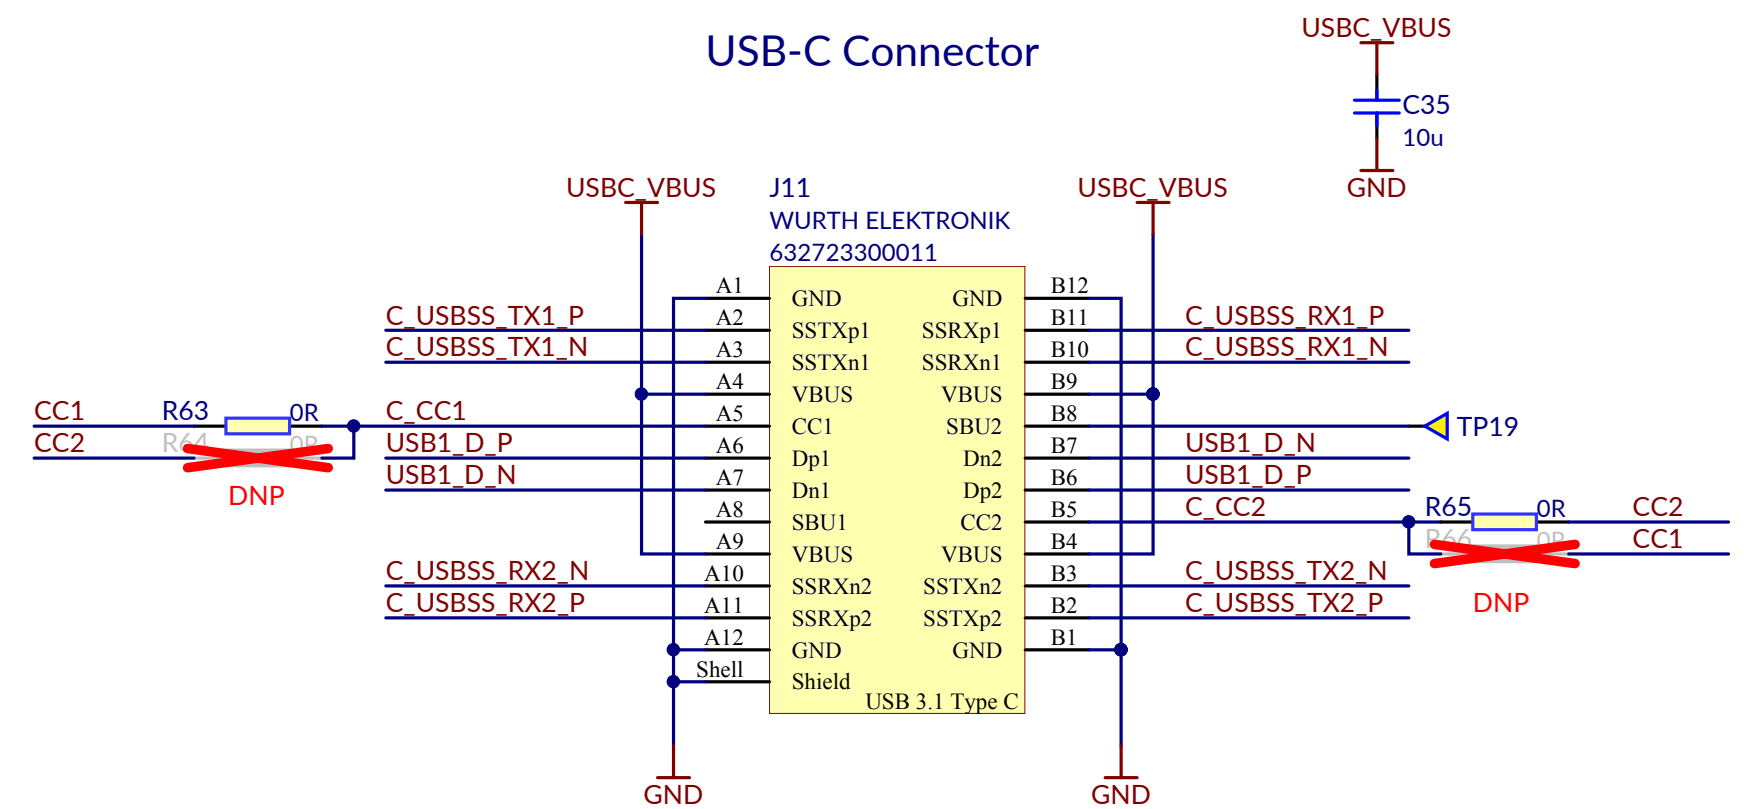 USB-C Connector
USBC_VBUS
C35
10u
GND
USBC_VBUS
J11
WURTH ELEKTRONIK
632723300011
USBC_VBUS
A1 GND GND B12
C_USBSS_TX1_P A2 SSTXp1 SSRXp1 B11 C_USBSS_RX1_P
C_USBSS_TX1_N A3 SSTXn1 SSRXn1 B10 C_USBSS_RX1_N
A4 VBUS VBUS B9
CC1 R63 0R C_CC1 A5 CC1 SBU2 B8 TP19
CC2 R64 0R USB1_D_P A6 Dp1 Dn2 B7 USB1_D_N
DNP USB1_D_N A7 Dn1 Dp2 B6 USB1_D_P
A8 SBU1 CC2 B5 C_CC2 R65 0R CC2
A9 VBUS VBUS B4 R66 0R CC1
C_USBSS_RX2_N A10 SSRXn2 SSTXn2 B3 C_USBSS_TX2_N
C_USBSS_RX2_P A11 SSRXp2 SSTXp2 B2 C_USBSS_TX2_P DNP
A12 GND GND B1
Shell Shield
USB 3.1 Type C
GND GND